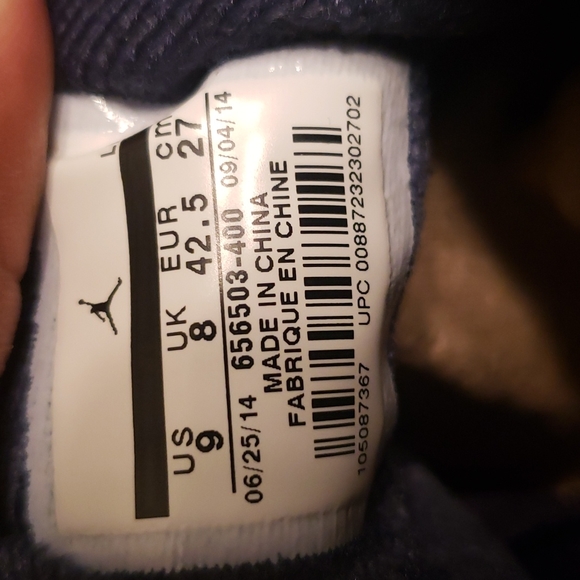 US UK EUR cm
9 8 42.5 27
06/25/14 656503-400 09/04/14
MADE IN CHINA
FABRIQUE EN CHINE
105087367 UPC 00887232302702